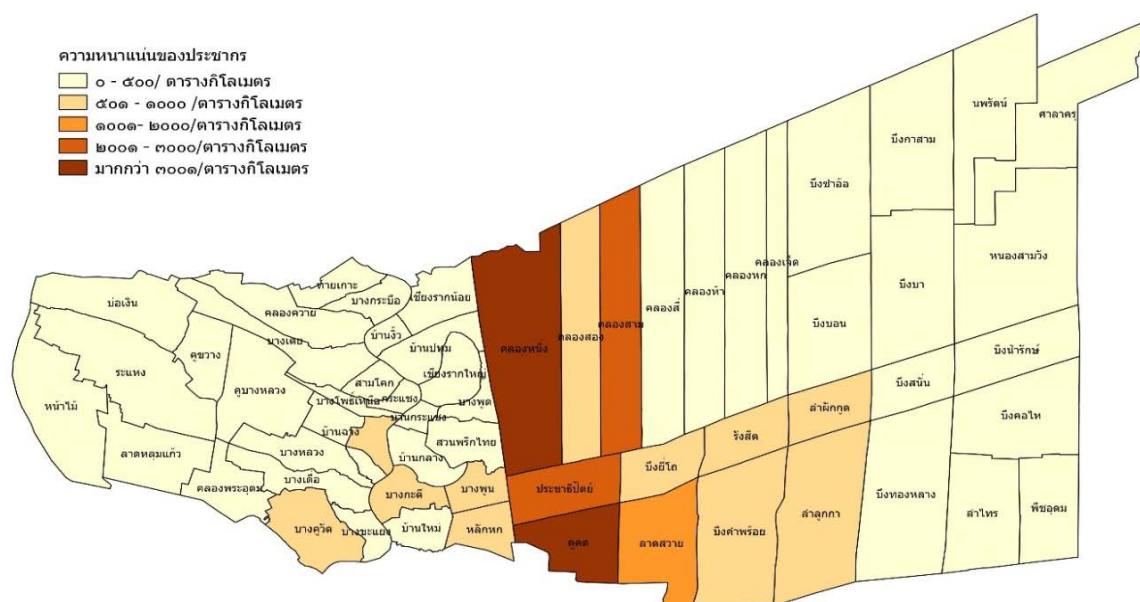 ความหนาแน่นของประชากร
๐ - ๕๐๐/ ตารางกิโลเมตร
๕๐๑ - ๑๐๐๐ /ตารางกิโลเมตร
๑๐๐๑- ๒๐๐๐/ตารางกิโลเมตร
๒๐๐๑ - ๓๐๐๐/ตารางกิโลเมตร
มากกว่า ๓๐๐๑/ตารางกิโลเมตร
นพรัตน์
ศาลาครุ
บึงกาสาม
บึงชำอ้อ
หนองสามวัง
คลองเจ็ด
คลองหก
คลองห้า
คลองสี่
คลองสาม
คลองสอง
คลองหนึ่ง
บึงบา
บึงบอน
บึงน้ำรักษ์
บึงสนั่น
บึงคอไห
ลำผักกูด
รังสิต
บึงยี่โถ
ประชาธิปัตย์
คูคต
ลาดสวาย
บึงคำพร้อย
ลำลูกกา
บึงทองหลาง
ลำไทร
พืชอุดม
ท้ายเกาะ
บางกระบือ
เชียงรากน้อย
บ่อเงิน
คลองควาย
บางเตย
บ้านงิ้ว
บ้านปทุม
คูขวาง
ระแหง
สามโคก
เชียงรากใหญ่
คูบางหลวง
บางโพธิ์เหนือ
กระแชง
บางพูด
หน้าไม้
บ้านกระแชง
บ้านฉาง
สวนพริกไทย
ลาดหลุมแก้ว
บางหลวง
บ้านกลาง
บางเดื่อ
คลองพระอุดม
บางกะดี
บางพูน
บางคูวัด
บางขะแยง
บ้านใหม่
หลักหก